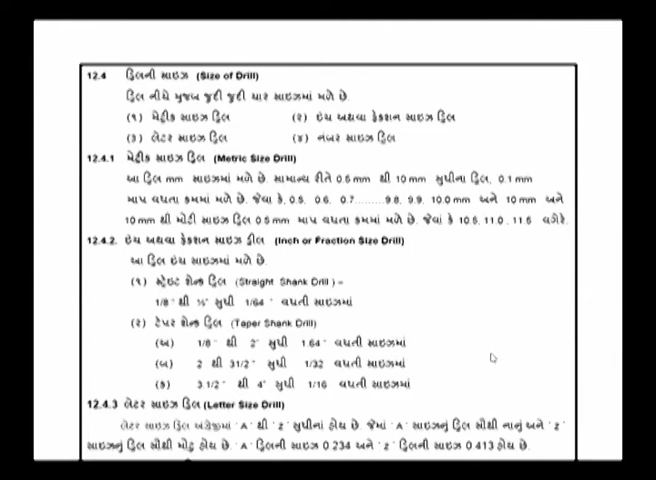 12.4 ડ્રિલની સાઇઝ (Size of Drill)
ડ્રિલ નીચે મુજબ જુદી જુદી ચાર સાઇઝમાં મળે છે.
(૧) મેટ્રીક સાઇઝ ડ્રિલ (૨) ઇંચ અથવા ફ્રેકશન સાઇઝ ડ્રિલ
(૩) લેટર સાઇઝ ડ્રિલ (૪) નંબર સાઇઝ ડ્રિલ
12.4.1 મેટ્રીક સાઇઝ ડ્રિલ (Metric Size Drill)
આ ડ્રિલ mm સાઇઝમાં મળે છે. સામાન્ય રીતે 0.5 mm થી 10 mm સુધીના ડ્રિલ, 0.1 mm
માપ વધતા ક્રમમાં મળે છે. જેવા કે, 0.5, 0.6, 0.7.........9.8, 9.9, 10.0 mm અને 10 mm અને
10 mm થી મોટી સાઇઝ ડ્રિલ 0.5 mm માપ વધતા ક્રમમાં મળે છે. જેવાં કે 10.5, 11.0, 11.5 વગેરે.
12.4.2. ઇંચ અથવા ફ્રેકશન સાઇઝ ડ્રીલ (Inch or Fraction Size Drill)
આ ડ્રિલ ઇંચ સાઇઝમાં મળે છે.
(૧) સ્ટ્રેઇટ શેન્ક ડ્રિલ (Straight Shank Drill) –
1/8" થી ½" સુધી 1/64" વધતી સાઇઝમાં
(૨) ટેપર શેન્ક ડ્રિલ (Taper Shank Drill)
(અ) 1/8" થી 2" સુધી 1.64" વધતી સાઇઝમાં
(બ) 2 થી 31/2" સુધી 1/32 વધતી સાઇઝમાં
(ક) 3.1/2" થી 4" સુધી 1/16 વધતી સાઇઝમાં
12.4.3 લેટર સાઇઝ ડ્રિલ (Letter Size Drill)
લેટર સાઇઝ ડ્રિલ અંગ્રેજીમાં 'A' થી 'Z' સુધીનાં હોય છે. જેમાં 'A' સાઇઝનું ડ્રિલ સૌથી નાનું અને 'Z'
સાઇઝનું ડ્રિલ સૌથી મોટુ હોય છે. 'A' ડ્રિલની સાઇઝ 0.234 અને 'Z' ડ્રિલની સાઇઝ 0.413 હોય છે.